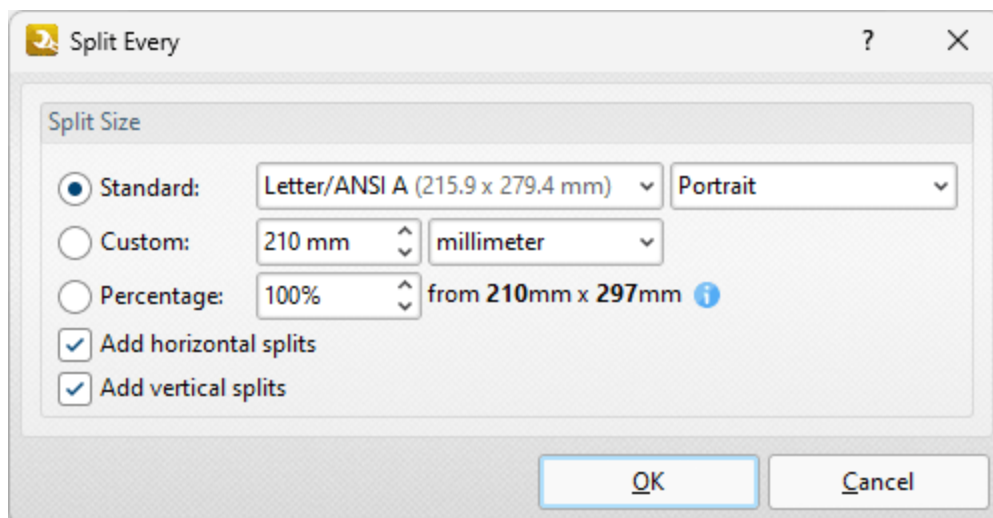 Split Every ?
Split Size
Standard: Letter/ANSI A (215.9 x 279.4 mm) Portrait
Custom: 210 mm millimeter
Percentage: 100% from 210mm x 297mm
Add horizontal splits
Add vertical splits
OK Cancel